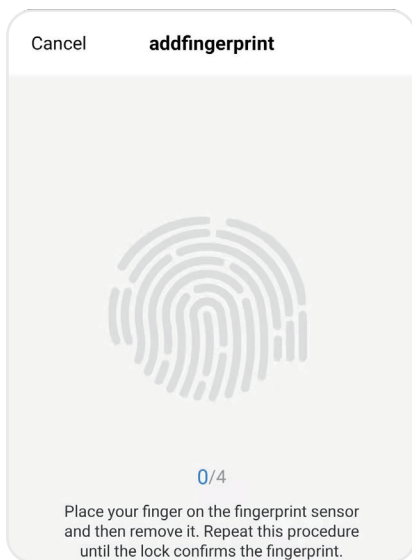 Cancel addfingerprint
0/4
Place your finger on the fingerprint sensor
and then remove it. Repeat this procedure
until the lock confirms the fingerprint.